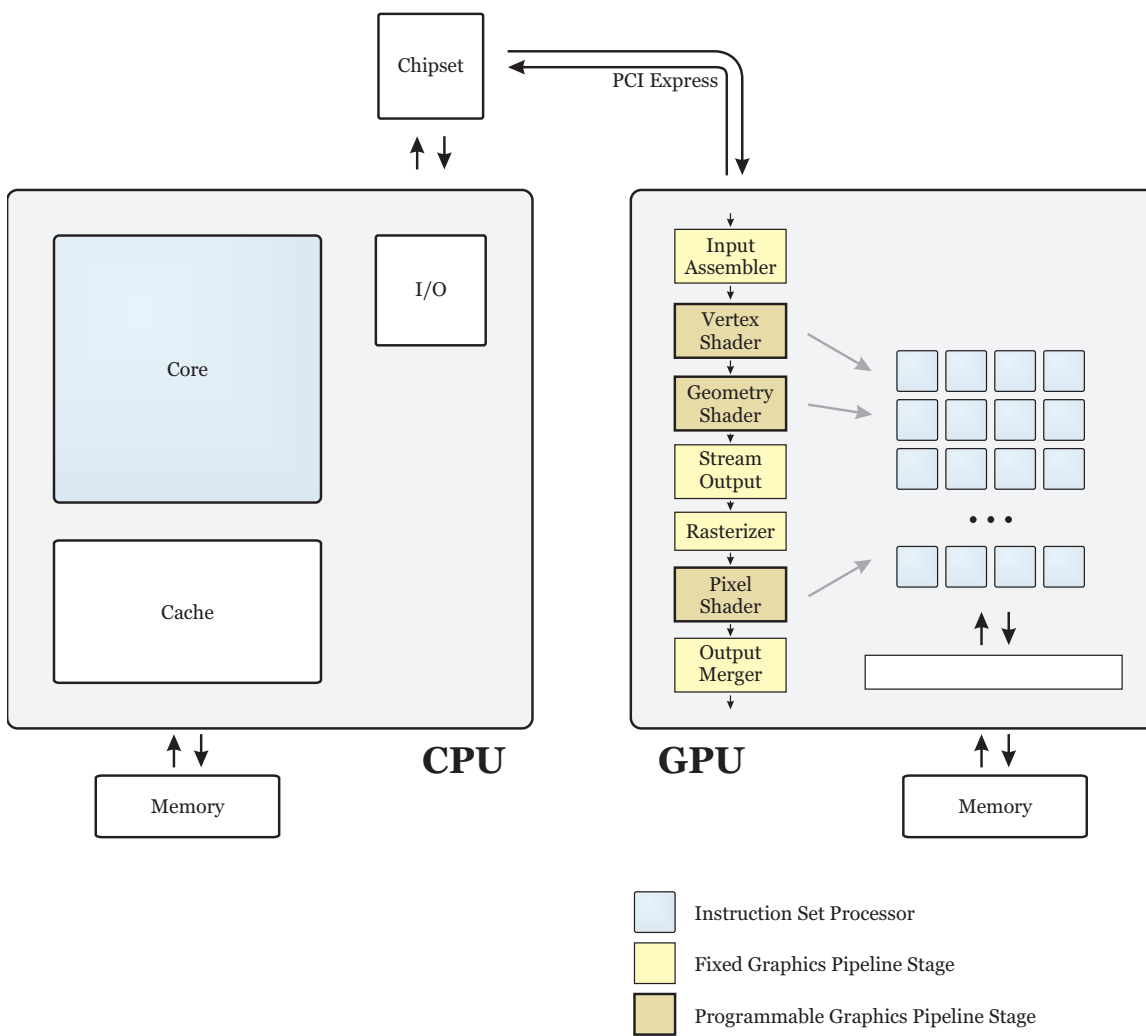 Chipset
PCI Express
Core
I/O
Cache
CPU
Memory
Input
Assembler
Vertex
Shader
Geometry
Shader
Stream
Output
Rasterizer
Pixel
Shader
Output
Merger
GPU
Memory
Instruction Set Processor
Fixed Graphics Pipeline Stage
Programmable Graphics Pipeline Stage